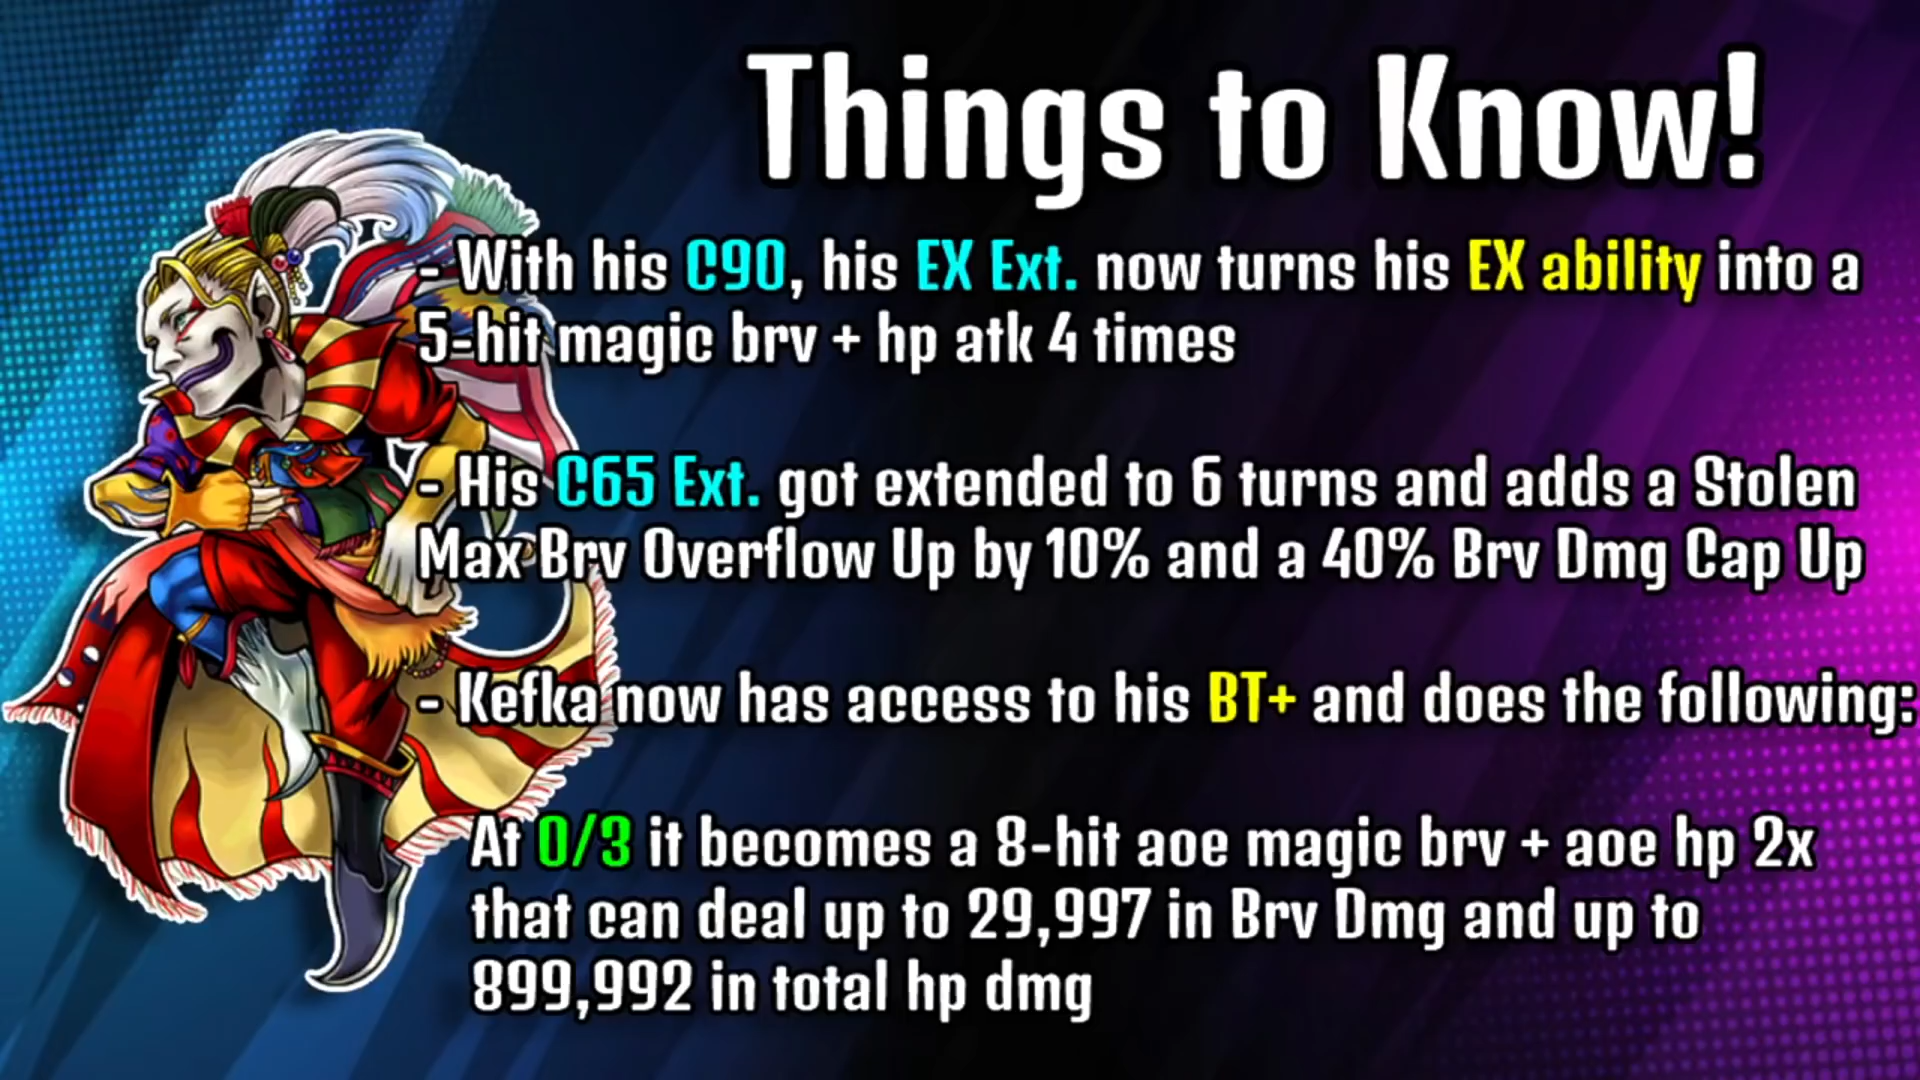 Things to Know!
- With his C90, his EX Ext. now turns his EX ability into a
5-hit magic brv + hp atk 4 times
- His C65 Ext. got extended to 6 turns and adds a Stolen
Max Brv Overflow Up by 10% and a 40% Brv Dmg Cap Up
- Kefka now has access to his BT+ and does the following:
At 0/3 it becomes a 8-hit aoe magic brv + aoe hp 2x
that can deal up to 29,997 in Brv Dmg and up to
899,992 in total hp dmg